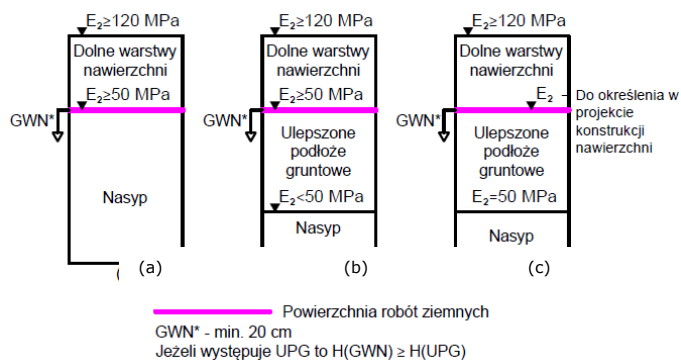 E₂≥120 MPa
Dolne warstwy
nawierzchni
E₂≥50 MPa
GWN*
Nasyp
(a)
E₂≥120 MPa
Dolne warstwy
nawierzchni
E₂≥50 MPa
GWN*
Ulepszone
podłoże
gruntowe
E₂<50 MPa
Nasyp
(b)
E₂≥120 MPa
Dolne warstwy
nawierzchni
E₂ - Do określenia w
projekcie
konstrukcji
nawierzchni
GWN*
Ulepszone
podłoże
gruntowe
E₂=50 MPa
Nasyp
(c)
Powierzchnia robót ziemnych
GWN* - min. 20 cm
Jeżeli występuje UPG to H(GWN) ≥ H(UPG)